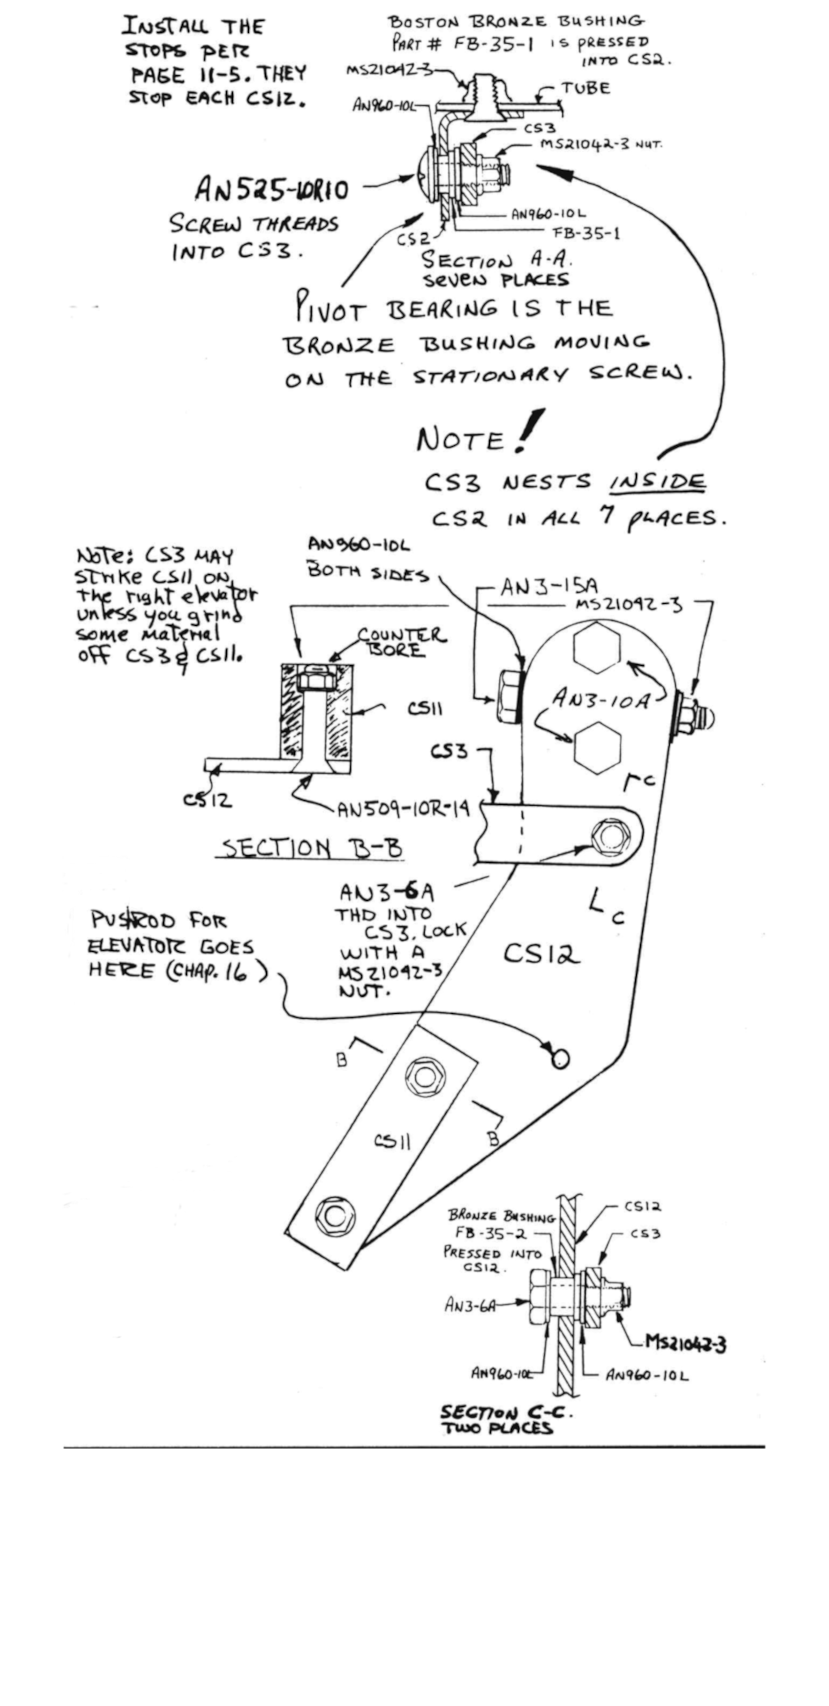 INSTALL THE
STOPS PER
PAGE 11-5. THEY
STOP EACH CS12.
BOSTON BRONZE BUSHING
PART # FB-35-1 IS PRESSED
INTO CS2.
MS21042-3
TUBE
AN960-10L
CS3
MS21042-3 NUT.
AN525-10R10
SCREW THREADS
INTO CS3.
AN960-10L
FB-35-1
CS2
SECTION A-A.
SEVEN PLACES
PIVOT BEARING IS THE
BRONZE BUSHING MOVING
ON THE STATIONARY SCREW.
NOTE!
CS3 NESTS INSIDE
CS2 IN ALL 7 PLACES.
NOTE: CS3 MAY
STRIKE CS11 ON
the right elevator
unless you grind
some material
off CS3 & CS11.
AN960-10L
BOTH SIDES
AN3-15A
MS21042-3
COUNTER
BORE
CS11
AN3-10A
CS3
CS12
AN509-10R-14
SECTION B-B
C
AN3-6A
THD INTO
CS3. LOCK
WITH A
MS21042-3
NUT.
C
CS12
PUSHROD FOR
ELEVATOR GOES
HERE (CHAP. 16)
B
CS11
B
BRONZE BUSHING
FB-35-2
PRESSED INTO
CS12.
CS12
CS3
AN3-6A
MS21042-3
AN960-10L
AN960-10L
SECTION C-C.
TWO PLACES